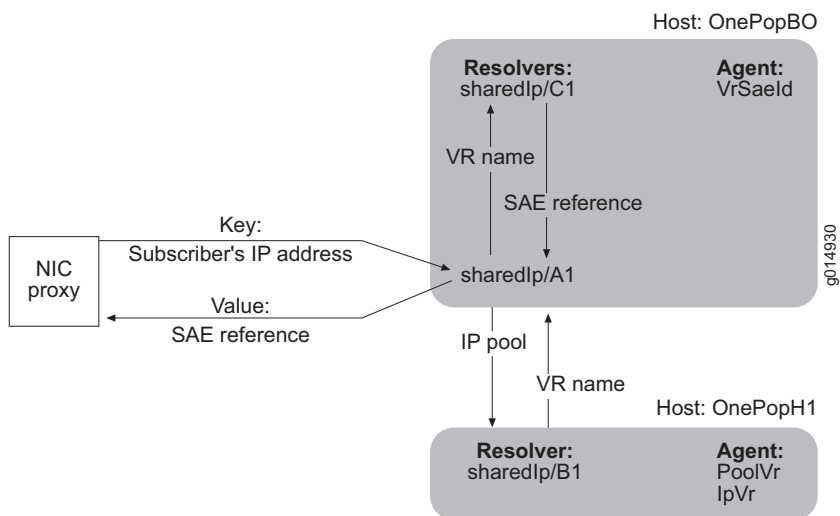 Host: OnePopBO
Resolvers:
sharedIp/C1
Agent:
VrSaeId
VR name
SAE reference
Key:
Subscriber's IP address
NIC
proxy
sharedIp/A1
Value:
SAE reference
IP pool
VR name
Host: OnePopH1
Resolver:
sharedIp/B1
Agent:
PoolVr
IpVr
g014930